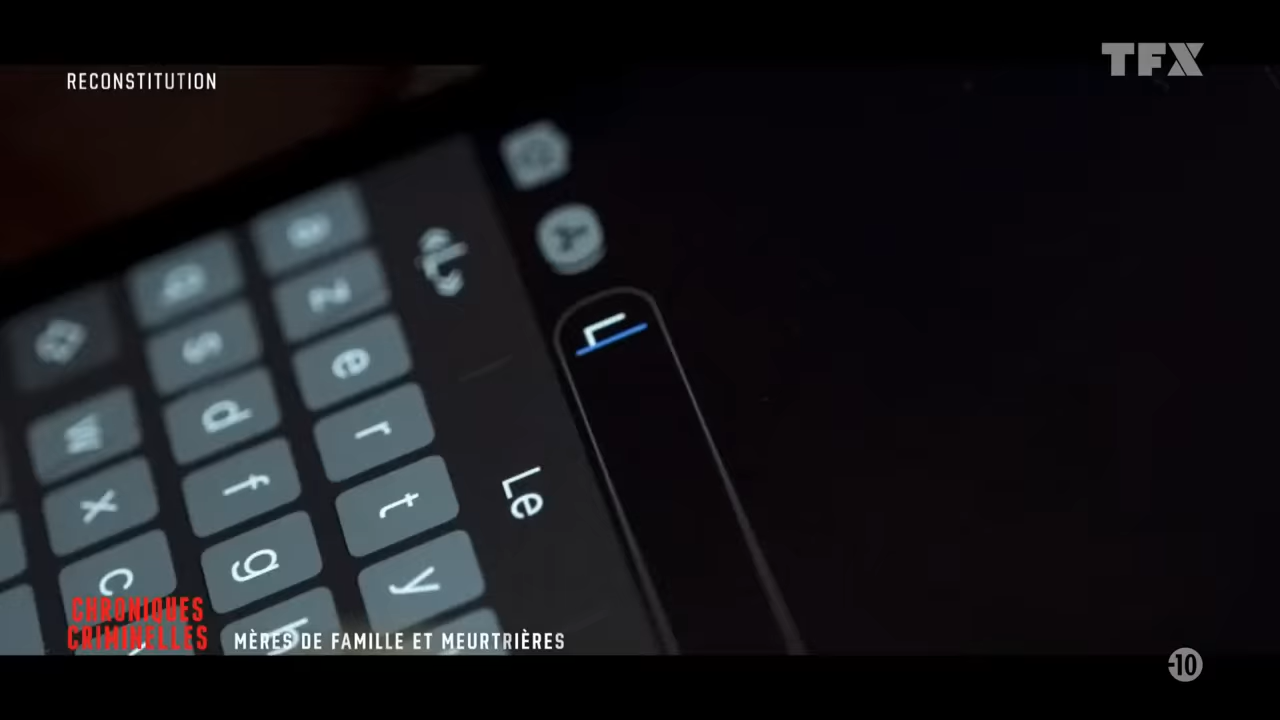 RECONSTITUTION
TFX
«L»
Le
L
a
z
e
r
t
y
q
s
d
f
g
h
w
x
c
CHRONIQUES
CRIMINELLES
MÈRES DE FAMILLE ET MEURTRIÈRES
-10